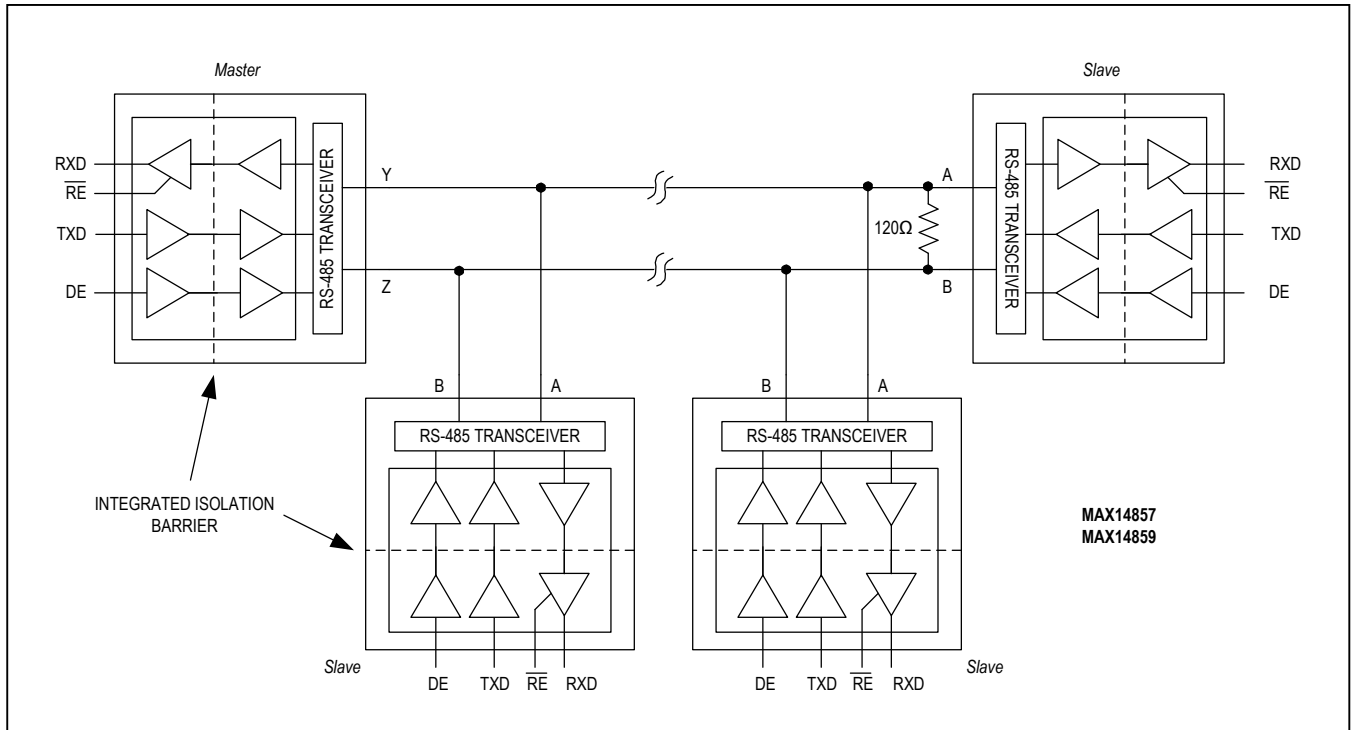 Master
Slave
RXD
RE
TXD
DE
RS-485 TRANSCEIVER
Y
Z
A
120Ω
B
RS-485 TRANSCEIVER
RXD
RE
TXD
DE
B
A
B
A
RS-485 TRANSCEIVER
RS-485 TRANSCEIVER
INTEGRATED ISOLATION
BARRIER
MAX14857
MAX14859
Slave
DE TXD RE RXD
DE TXD RE RXD
Slave